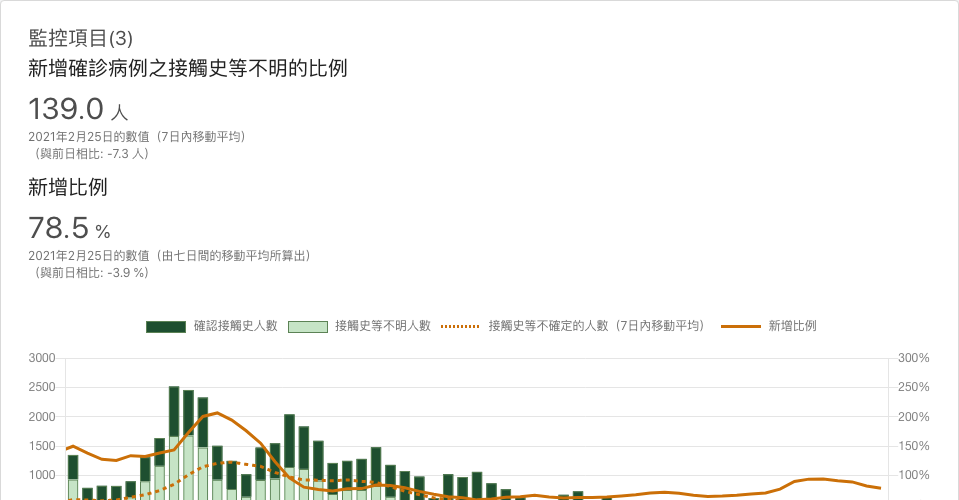 監控項目(3)
新增確診病例之接觸史等不明的比例
139.0 人
2021年2月25日的數值（7日內移動平均）
（與前日相比: -7.3 人）
新增比例
78.5 %
2021年2月25日的數值（由七日間的移動平均所算出）
（與前日相比: -3.9 %）
確認接觸史人數 接觸史等不明人數 接觸史等不確定的人數（7日內移動平均） 新增比例
3000 300%
2500 250%
2000 200%
1500 150%
1000 100%